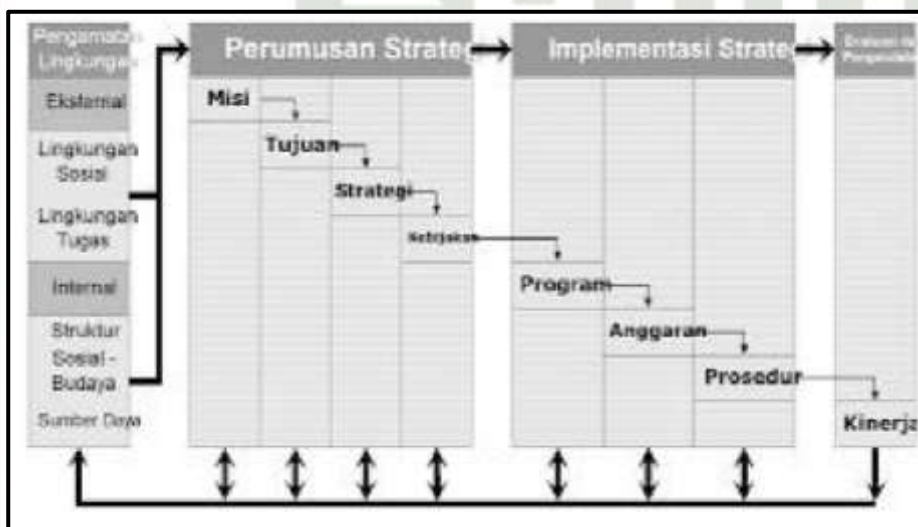 Pengamatan
Lingkungan
Perumusan Strateg
Implementasi Strateg
Eksternal
Lingkungan
Sosial
Lingkungan
Tugas
Internal
Struktur
Sosial -
Budaya
Sumber Daya
Misi
Tujuan
Strategi
Kebijakan
Program
Anggaran
Prosedur
Kinerja